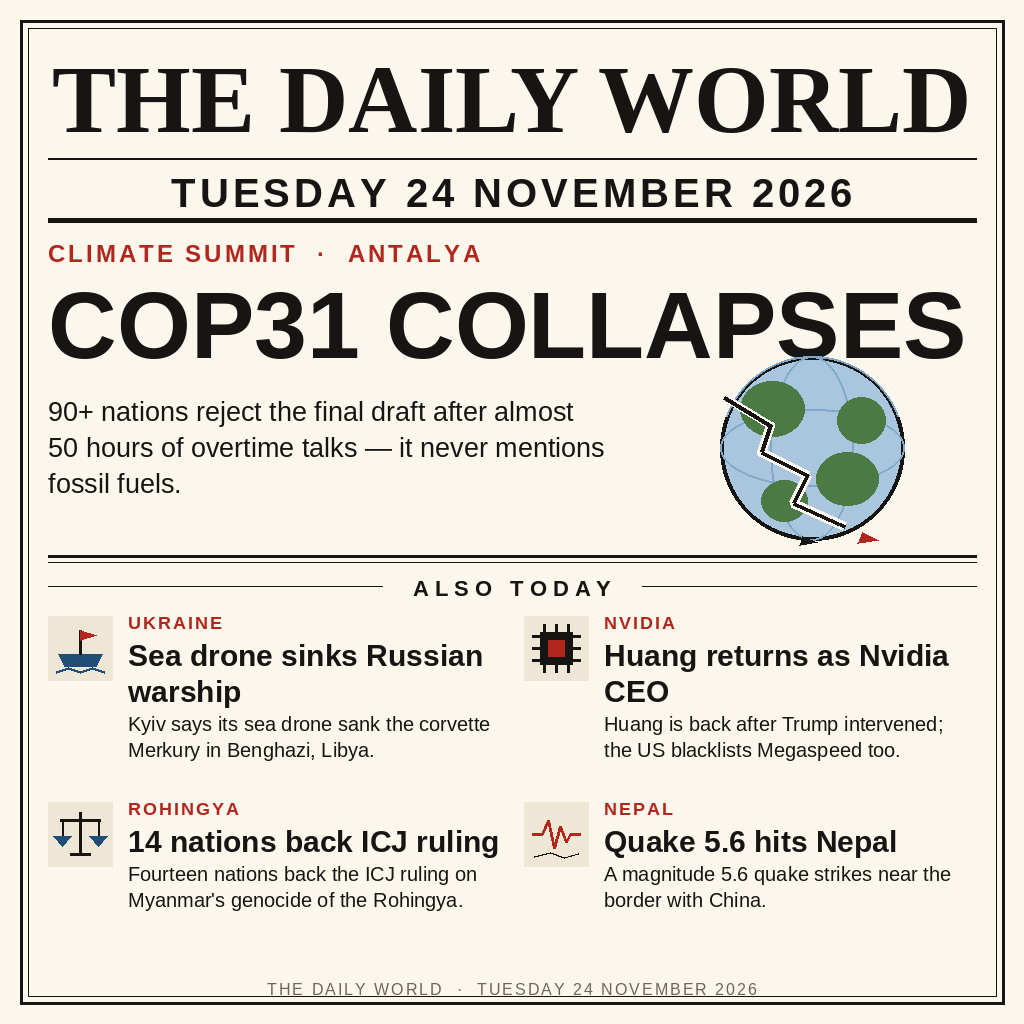 THE DAILY WORLD
TUESDAY 24 NOVEMBER 2026
CLIMATE SUMMIT · ANTALYA
COP31 COLLAPSES
90+ nations reject the final draft after almost
50 hours of overtime talks — it never mentions
fossil fuels.
ALSO TODAY
UKRAINE
Sea drone sinks Russian
warship
Kyiv says its sea drone sank the corvette
Merkury in Benghazi, Libya.
NVIDIA
Huang returns as Nvidia
CEO
Huang is back after Trump intervened;
the US blacklists Megaspeed too.
ROHINGYA
14 nations back ICJ ruling
Fourteen nations back the ICJ ruling on
Myanmar's genocide of the Rohingya.
NEPAL
Quake 5.6 hits Nepal
A magnitude 5.6 quake strikes near the
border with China.
THE DAILY WORLD · TUESDAY 24 NOVEMBER 2026